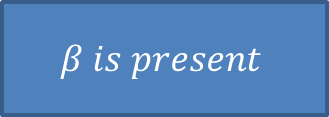 β is present